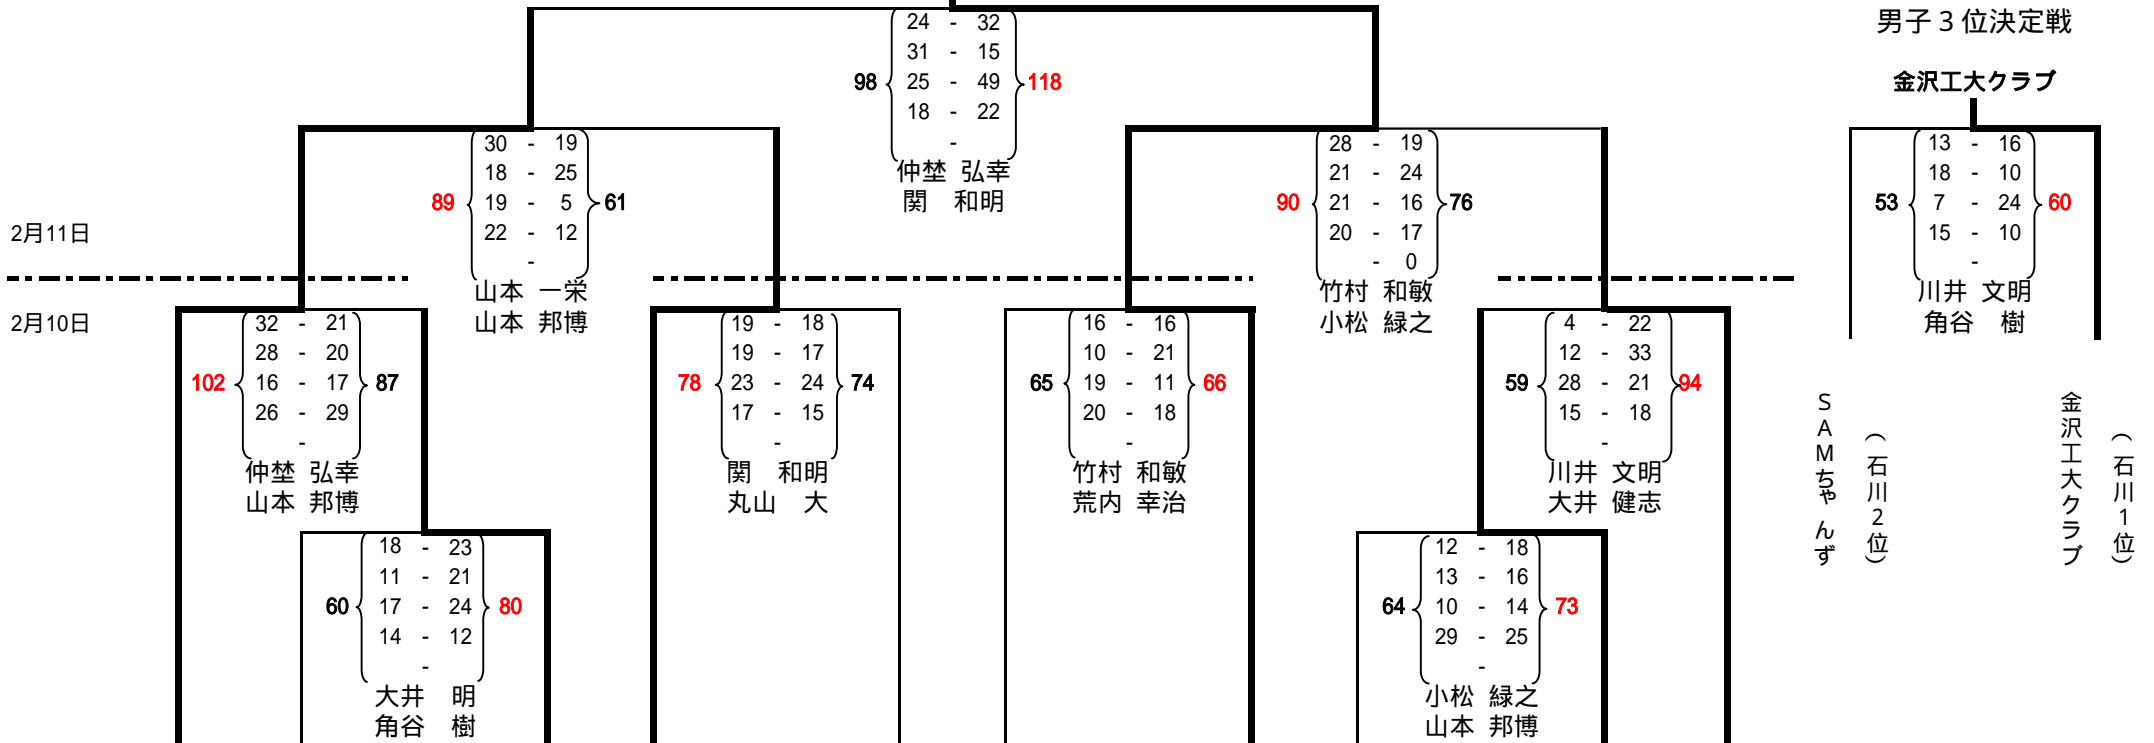 24 - 32
31 - 15
98 25 - 49 118
18 - 22
-
仲埜 弘幸
関 和明
男子３位決定戦
金沢工大クラブ
13 - 16
18 - 10
53 7 - 24 60
15 - 10
-
川井 文明
角谷 樹
30 - 19
18 - 25
89 19 - 5 61
22 - 12
-
山本 一栄
山本 邦博
28 - 19
21 - 24
90 21 - 16 76
20 - 17
- 0
竹村 和敏
小松 緑之
2月11日
2月10日
32 - 21
28 - 20
102 16 - 17 87
26 - 29
-
仲埜 弘幸
山本 邦博
19 - 18
19 - 17
78 23 - 24 74
17 - 15
-
関 和明
丸山 大
16 - 16
10 - 21
65 19 - 11 66
20 - 18
-
竹村 和敏
荒内 幸治
4 - 22
12 - 33
59 28 - 21 94
15 - 18
-
川井 文明
大井 健志
ＳＡＭちゃんず
（石川２位）
金沢工大クラブ
（石川１位）
18 - 23
11 - 21
60 17 - 24 80
14 - 12
-
大井 明
角谷 樹
12 - 18
13 - 16
64 10 - 14 73
29 - 25
-
小松 緑之
山本 邦博